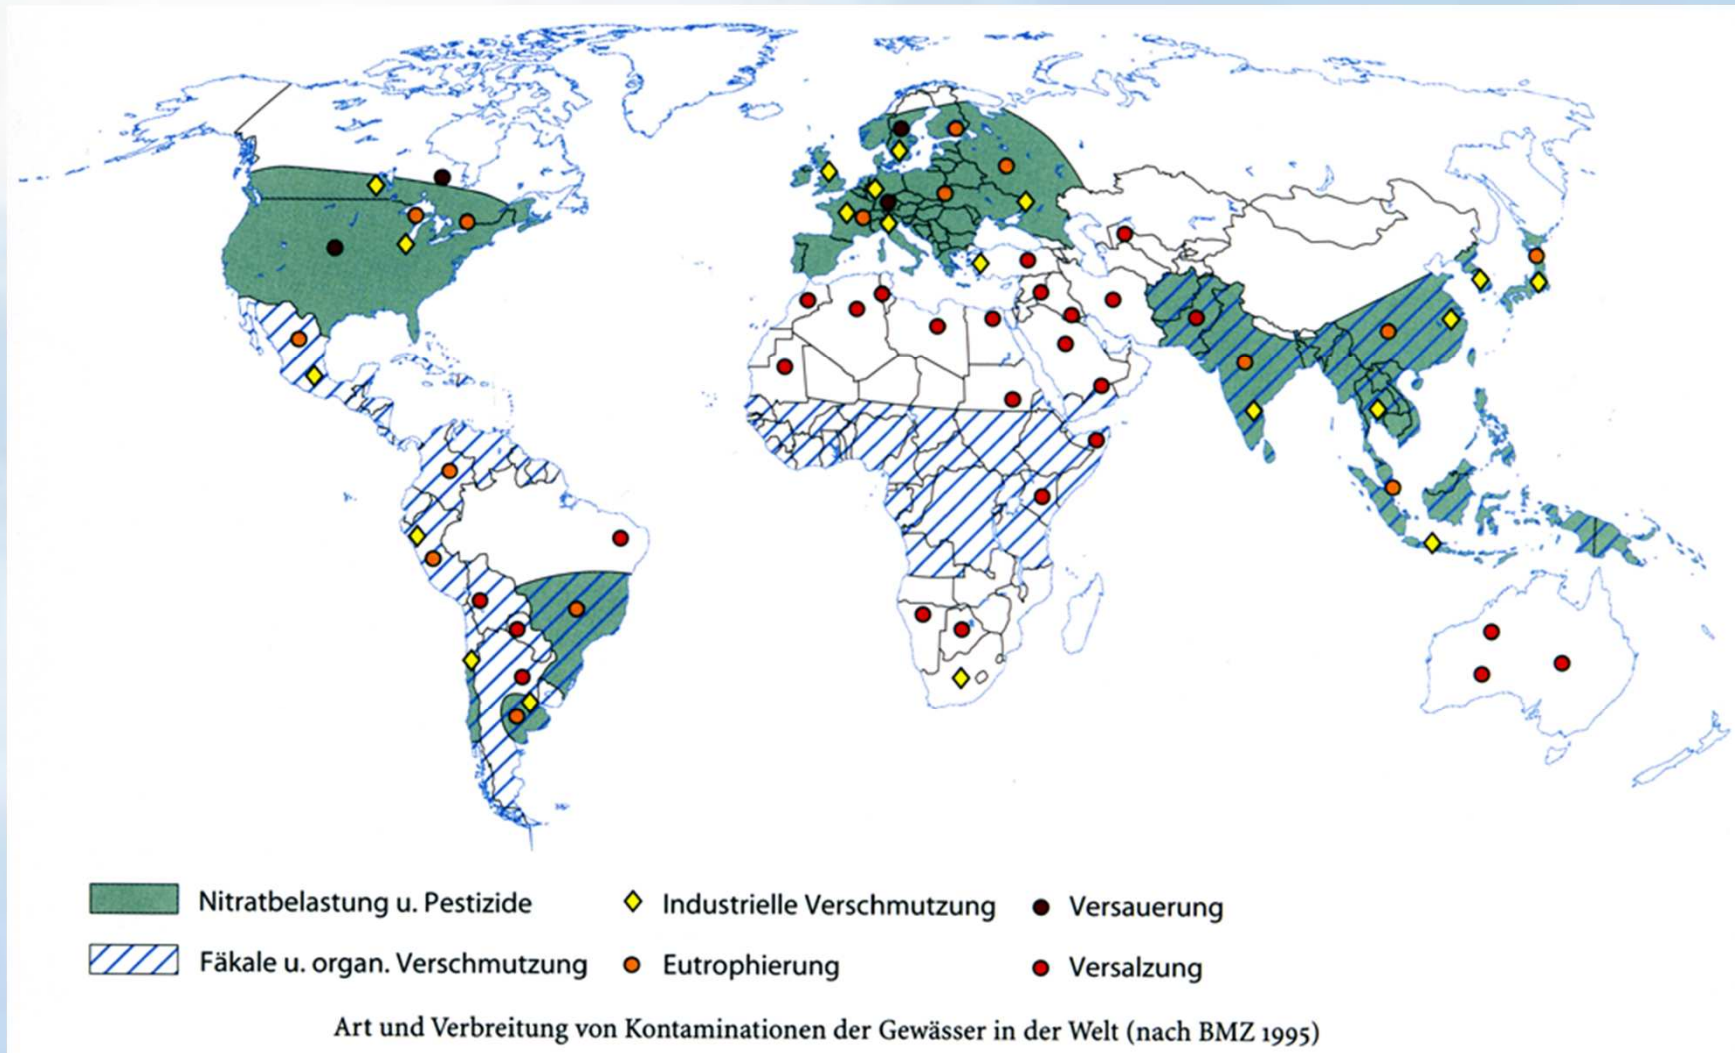 Nitratbelastung u. Pestizide
Industrielle Verschmutzung
Versauerung
Fäkale u. organ. Verschmutzung
Eutrophierung
Versalzung
Art und Verbreitung von Kontaminationen der Gewässer in der Welt (nach BMZ 1995)